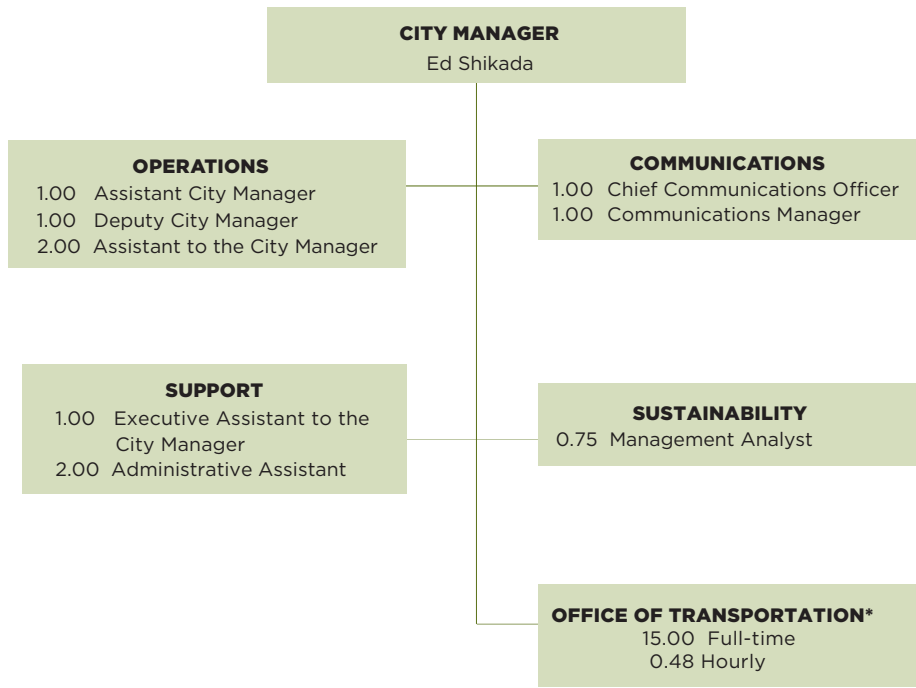 CITY MANAGER
Ed Shikada
OPERATIONS
1.00 Assistant City Manager
1.00 Deputy City Manager
2.00 Assistant to the City Manager
COMMUNICATIONS
1.00 Chief Communications Officer
1.00 Communications Manager
SUPPORT
1.00 Executive Assistant to the
City Manager
2.00 Administrative Assistant
SUSTAINABILITY
0.75 Management Analyst
OFFICE OF TRANSPORTATION*
15.00 Full-time
0.48 Hourly